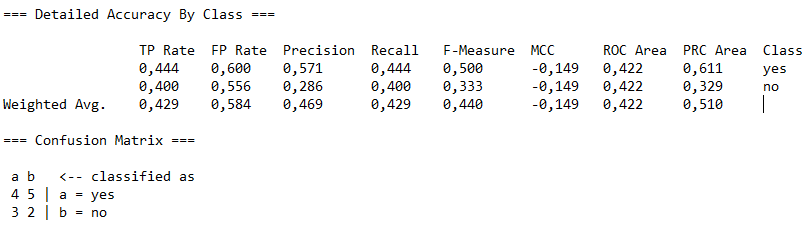 === Detailed Accuracy By Class ===
TP Rate FP Rate Precision Recall F-Measure MCC ROC Area PRC Area Class
0,444 0,600 0,571 0,444 0,500 -0,149 0,422 0,611 yes
0,400 0,556 0,286 0,400 0,333 -0,149 0,422 0,329 no
Weighted Avg. 0,429 0,584 0,469 0,429 0,440 -0,149 0,422 0,510
=== Confusion Matrix ===
a b <-- classified as
4 5 | a = yes
3 2 | b = no